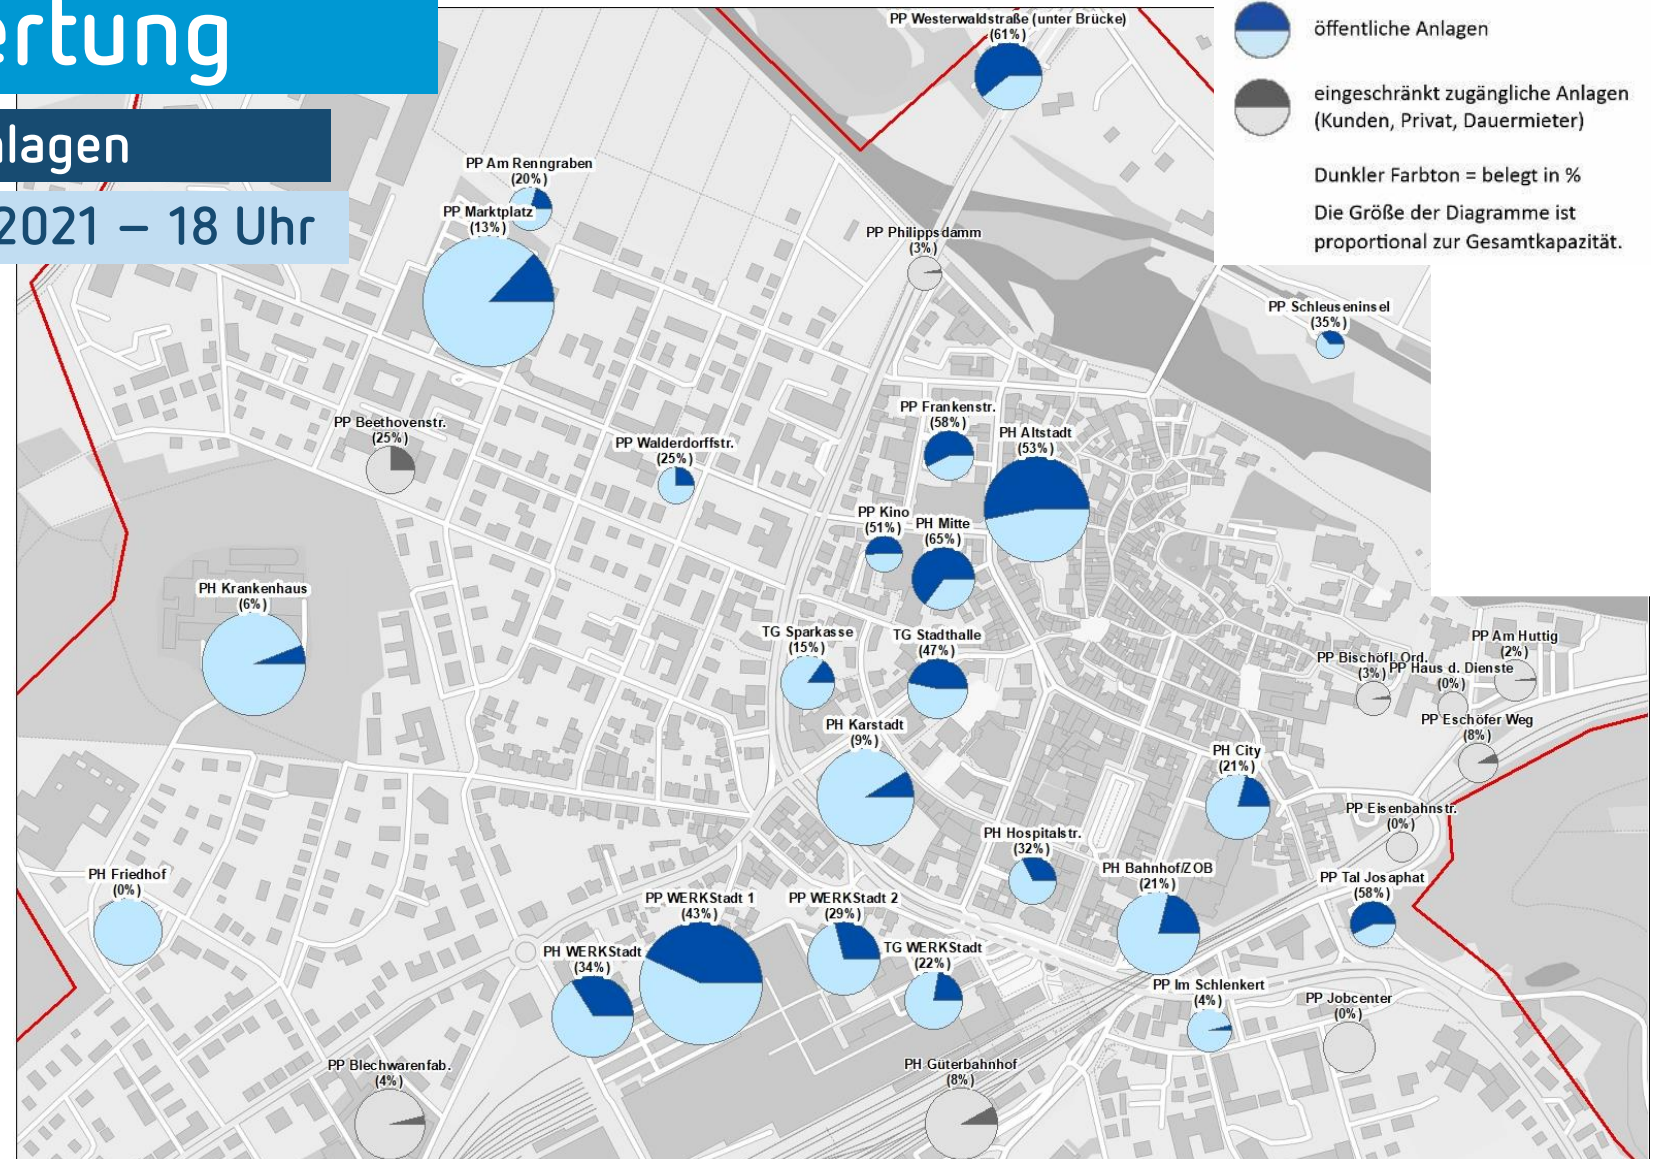 ertung
nlagen
2021 – 18 Uhr
öffentliche Anlagen
eingeschränkt zugängliche Anlagen
(Kunden, Privat, Dauermieter)
Dunkler Farbton = belegt in %
Die Größe der Diagramme ist
proportional zur Gesamtkapazität.
PP Westerwaldstraße (unter Brücke)
(61%)
PP Am Renngraben
(20%)
PP Marktplatz
(13%)
PP Philippsdamm
(3%)
PP Schleuseninsel
(35%)
PP Beethovenstr.
(25%)
PP Walderdorffstr.
(25%)
PP Frankenstr.
(58%)
PH Altstadt
(53%)
PP Kino
(51%)
PH Mitte
(65%)
PH Krankenhaus
(6%)
TG Sparkasse
(15%)
TG Stadthalle
(47%)
PP Am Huttig
(2%)
PP Bischöfl. Ord.
(3%)
PP Haus d. Dienste
(0%)
PP Eschöfer Weg
(8%)
PH Karstadt
(9%)
PH City
(21%)
PP Eisenbahnstr.
(0%)
PH Hospitalstr.
(32%)
PH Bahnhof/ZOB
(21%)
PP Tal Josaphat
(58%)
PH Friedhof
(0%)
PP WERKStadt 1
(43%)
PP WERKStadt 2
(29%)
PH WERKStadt
(34%)
TG WERKStadt
(22%)
PP Im Schlenkert
(4%)
PP Jobcenter
(0%)
PP Blechwarenfab.
(4%)
PH Güterbahnhof
(8%)